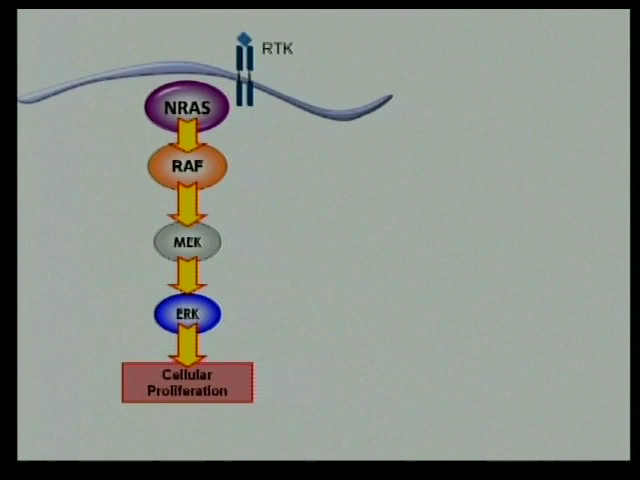 RTK
NRAS
RAF
MEK
ERK
Cellular
Proliferation